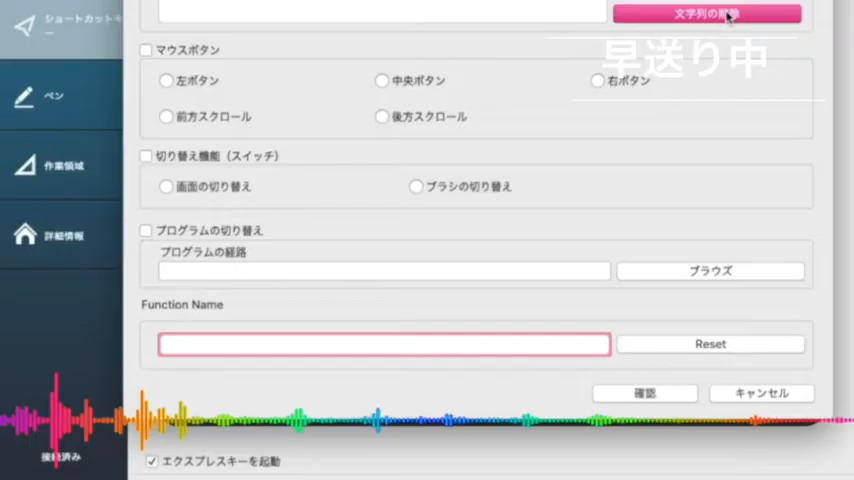 ショートカットキー
文字列の削除
早送り中
マウスボタン
左ボタン
中央ボタン
右ボタン
前方スクロール
後方スクロール
ペン
切り替え機能（スイッチ）
作業領域
画面の切り替え
ブラシの切り替え
プログラムの切り替え
詳細情報
プログラムの経路
ブラウズ
Function Name
Reset
確認
キャンセル
接続済み
エクスプレスキーを起動